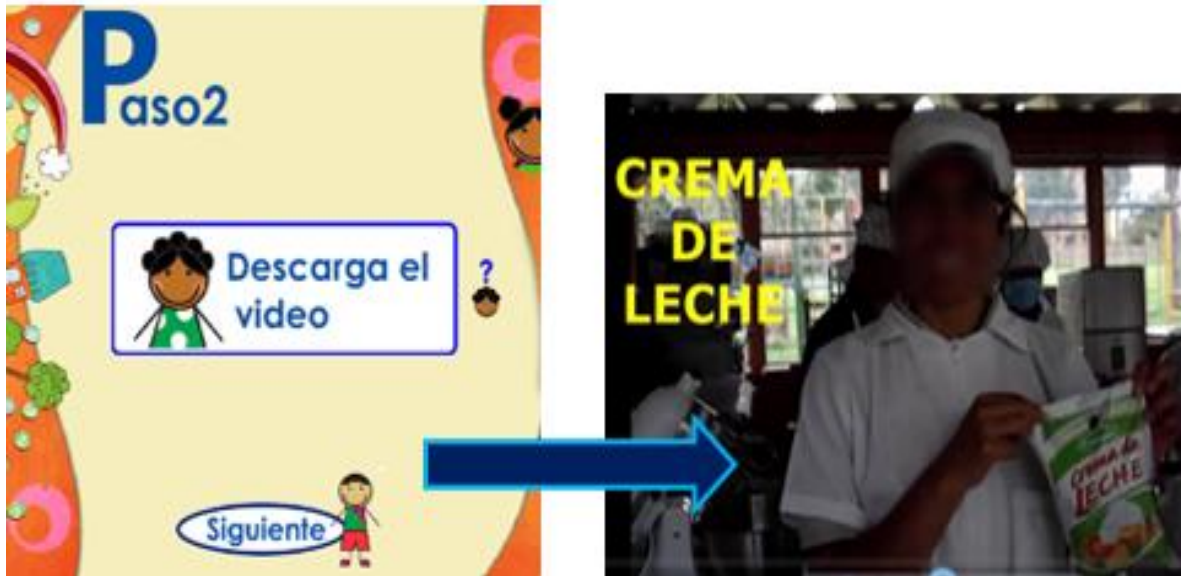 Paso2
Descarga el
video
?
Siguiente
CREMA
DE
LECHE
Crema de
LECHE